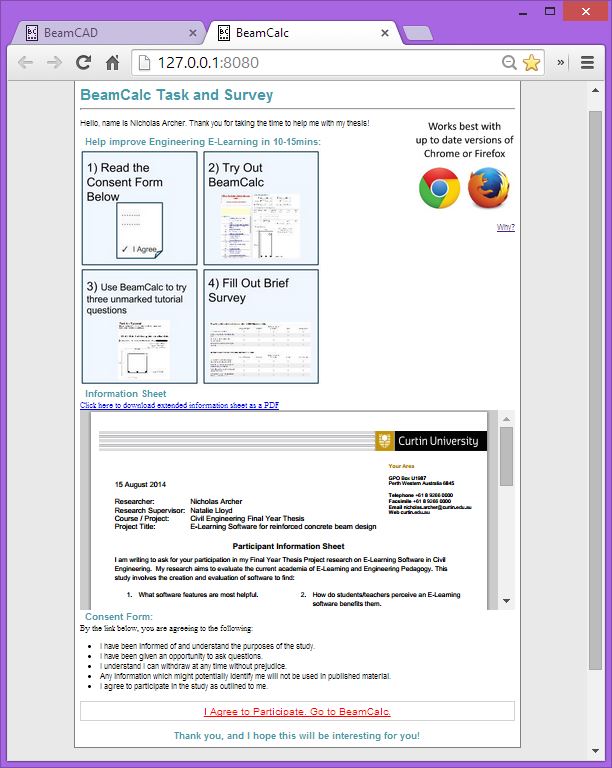 BeamCAD
BeamCalc
127.0.0.1:8080
BeamCalc Task and Survey
Hello, name is Nicholas Archer. Thank you for taking the time to help me with my thesis!
Works best with
up to date versions of
Chrome or Firefox
Why?
Help improve Engineering E-Learning in 10-15mins:
1) Read the
Consent Form
Below
✓ I Agree
2) Try Out
BeamCalc
3) Use BeamCalc to try
three unmarked tutorial
questions
4) Fill Out Brief
Survey
Information Sheet
Click here to download extended information sheet as a PDF
Curtin University
Your Area
GPO Box U1987
Perth Western Australia 6845
Telephone +61 8 9266 0000
Facsimile +61 8 9266 0000
Email nicholas.archer@curtin.edu.au
Web curtin.edu.au
15 August 2014
Researcher: Nicholas Archer
Research Supervisor: Natalie Lloyd
Course / Project: Civil Engineering Final Year Thesis
Project Title: E-Learning Software for reinforced concrete beam design
Participant Information Sheet
I am writing to ask for your participation in my Final Year Thesis Project research on E-Learning Software in Civil
Engineering. My research aims to evaluate the current academia of E-Learning and Engineering Pedagogy. This
study involves the creation and evaluation of software to find:
1. What software features are most helpful.
2. How do students/teachers perceive an E-Learning
software benefits them.
Consent Form:
By the link below, you are agreeing to the following:
• I have been informed of and understand the purposes of the study.
• I have been given an opportunity to ask questions.
• I understand I can withdraw at any time without prejudice.
• Any information which might potentially identify me will not be used in published material.
• I agree to participate in the study as outlined to me.
I Agree to Participate. Go to BeamCalc.
Thank you, and I hope this will be interesting for you!